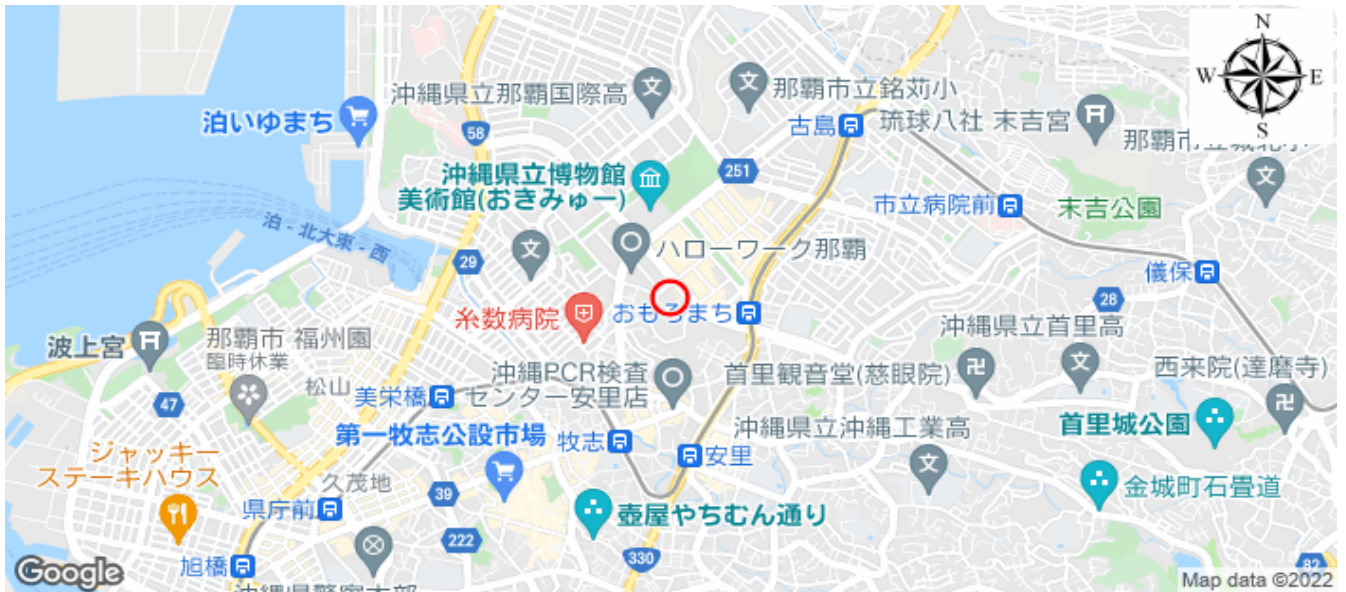 N
W E
S
沖縄県立那覇国際高
那覇市立銘苅小
泊いゆまち
58
古島
琉球八社 末吉宮
沖縄県立博物館
美術館(おきみゅー)
251
市立病院前
末吉公園
泊 - 北大東 - 西
29
ハローワーク那覇
儀保
28
糸数病院
おもろまち
沖縄県立首里高
波上宮
那覇市 福州園
臨時休業
松山
美栄橋
沖縄PCR検査
センター安里店
首里観音堂(慈眼院)
西来院(達磨寺)
47
第一牧志公設市場
牧志
安里
沖縄県立沖縄工業高
首里城公園
ジャッキー
ステーキハウス
久茂地
39
金城町石畳道
県庁前
壺屋やちむん通り
222
330
旭橋
82
Google
Map data ©2022